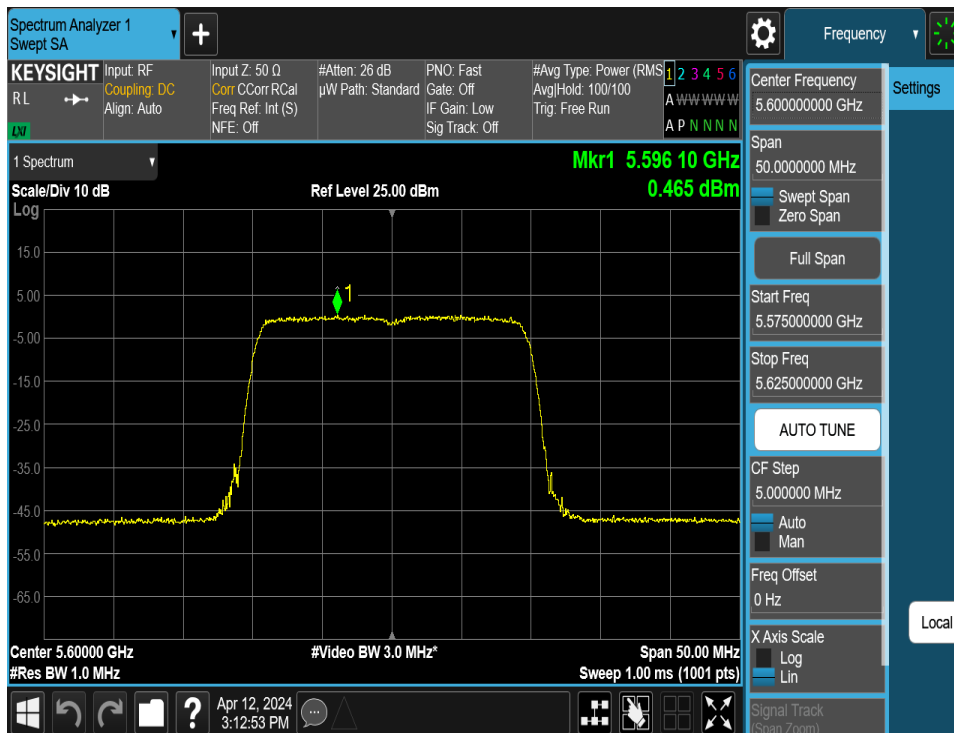 Spectrum Analyzer 1
Swept SA
Frequency
KEYSIGHT
RL
LXI
Input: RF
Coupling: DC
Align: Auto
Input Z: 50 Ω
Corr CCorr RCal
Freq Ref: Int (S)
NFE: Off
#Atten: 26 dB
µW Path: Standard
PNO: Fast
Gate: Off
IF Gain: Low
Sig Track: Off
#Avg Type: Power (RMS
Avg|Hold: 100/100
Trig: Free Run
1 2 3 4 5 6
A W W W W W
A P N N N N
1 Spectrum
Scale/Div 10 dB
Log
Ref Level 25.00 dBm
Mkr1 5.596 10 GHz
0.465 dBm
1
15.0
5.00
-5.00
-15.0
-25.0
-35.0
-45.0
-55.0
-65.0
Center 5.60000 GHz
#Video BW 3.0 MHz*
Span 50.00 MHz
#Res BW 1.0 MHz
Sweep 1.00 ms (1001 pts)
Apr 12, 2024
3:12:53 PM
Center Frequency
5.600000000 GHz
Span
50.0000000 MHz
Swept Span
Zero Span
Full Span
Start Freq
5.575000000 GHz
Stop Freq
5.625000000 GHz
AUTO TUNE
CF Step
5.000000 MHz
Auto
Man
Freq Offset
0 Hz
X Axis Scale
Log
Lin
Signal Track
(Span Zoom)
Settings
Local